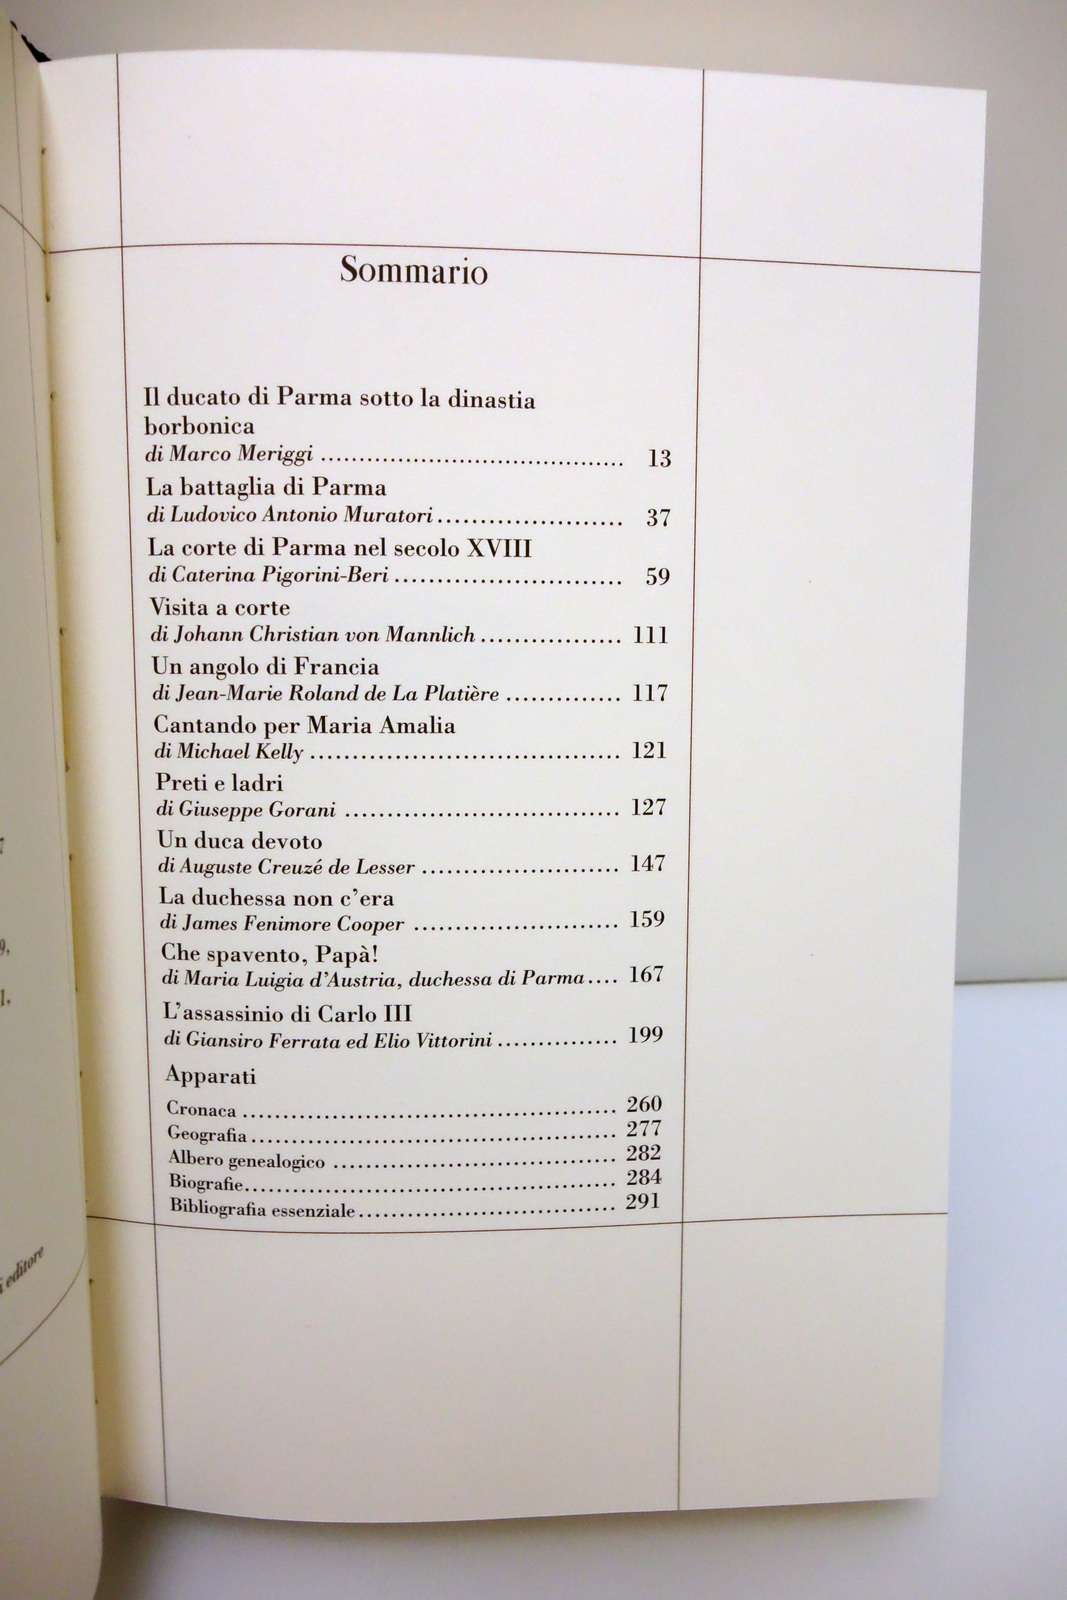 Sommario
Il ducato di Parma sotto la dinastia
borbonica
di Marco Meriggi ........................................ 13
La battaglia di Parma
di Ludovico Antonio Muratori ...................... 37
La corte di Parma nel secolo XVIII
di Caterina Pigorini-Beri ........................... 59
Visita a corte
di Johann Christian von Mannlich ................ 111
Un angolo di Francia
di Jean-Marie Roland de La Platière .............. 117
Cantando per Maria Amalia
di Michael Kelly ...................................... 121
Preti e ladri
di Giuseppe Gorani .................................. 127
Un duca devoto
di Auguste Creuzé de Lesser ....................... 147
La duchessa non c'era
di James Fenimore Cooper ........................ 159
Che spavento, Papà!
di Maria Luigia d'Austria, duchessa di Parma .... 167
L'assassinio di Carlo III
di Giansiro Ferrata ed Elio Vittorini ............... 199
Apparati
Cronaca ................................................ 260
Geografia ............................................... 277
Albero genealogico .................................... 282
Biografie ................................................ 284
Bibliografia essenziale ................................. 291
editore